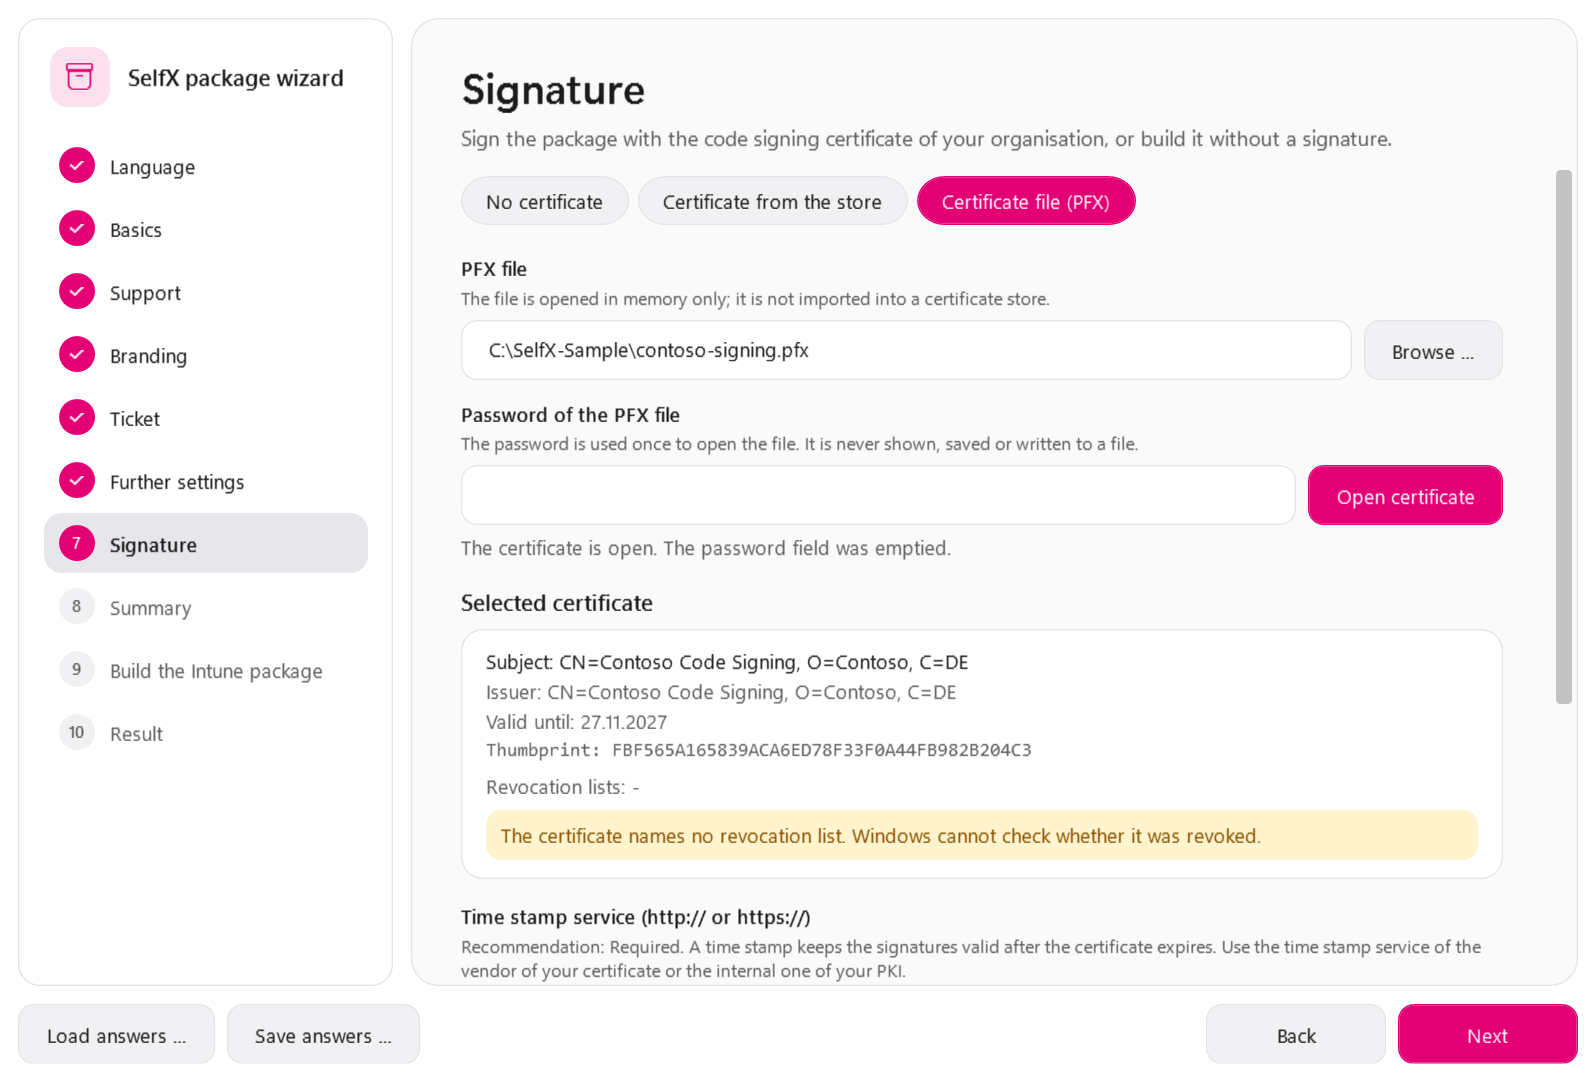 SelfX package wizard
Language
Basics
Support
Branding
Ticket
Further settings
7 Signature
8 Summary
9 Build the Intune package
10 Result
Signature
Sign the package with the code signing certificate of your organisation, or build it without a signature.
No certificate
Certificate from the store
Certificate file (PFX)
PFX file
The file is opened in memory only; it is not imported into a certificate store.
C:\SelfX-Sample\contoso-signing.pfx
Browse ...
Password of the PFX file
The password is used once to open the file. It is never shown, saved or written to a file.
Open certificate
The certificate is open. The password field was emptied.
Selected certificate
Subject: CN=Contoso Code Signing, O=Contoso, C=DE
Issuer: CN=Contoso Code Signing, O=Contoso, C=DE
Valid until: 27.11.2027
Thumbprint: FBF565A165839ACA6ED78F33F0A44FB982B204C3
Revocation lists: -
The certificate names no revocation list. Windows cannot check whether it was revoked.
Time stamp service (http:// or https://)
Recommendation: Required. A time stamp keeps the signatures valid after the certificate expires. Use the time stamp service of the
vendor of your certificate or the internal one of your PKI.
Load answers ...
Save answers ...
Back
Next